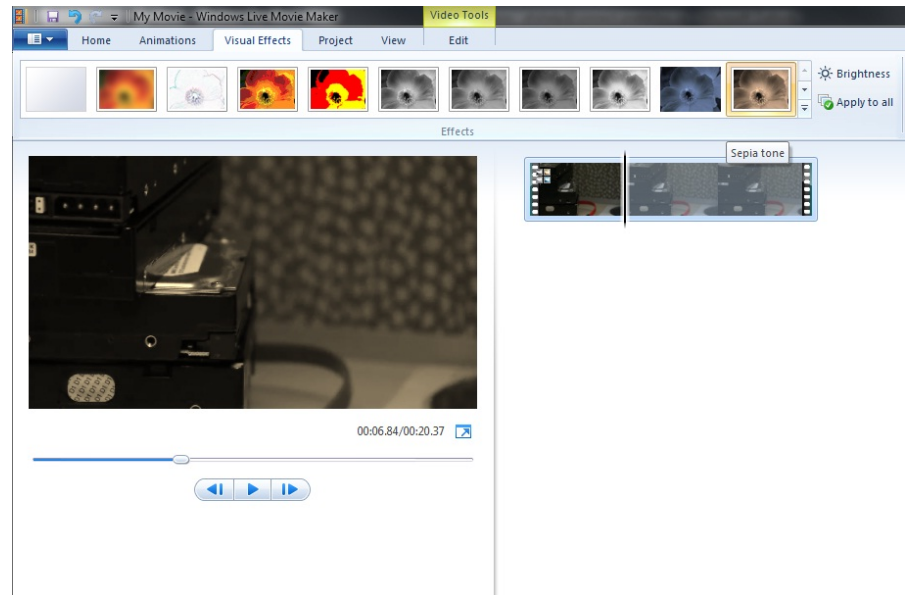 My Movie - Windows Live Movie Maker
Video Tools
Home Animations Visual Effects Project View Edit
Brightness
Apply to all
Effects
Sepia tone
00:06.84/00:20.37